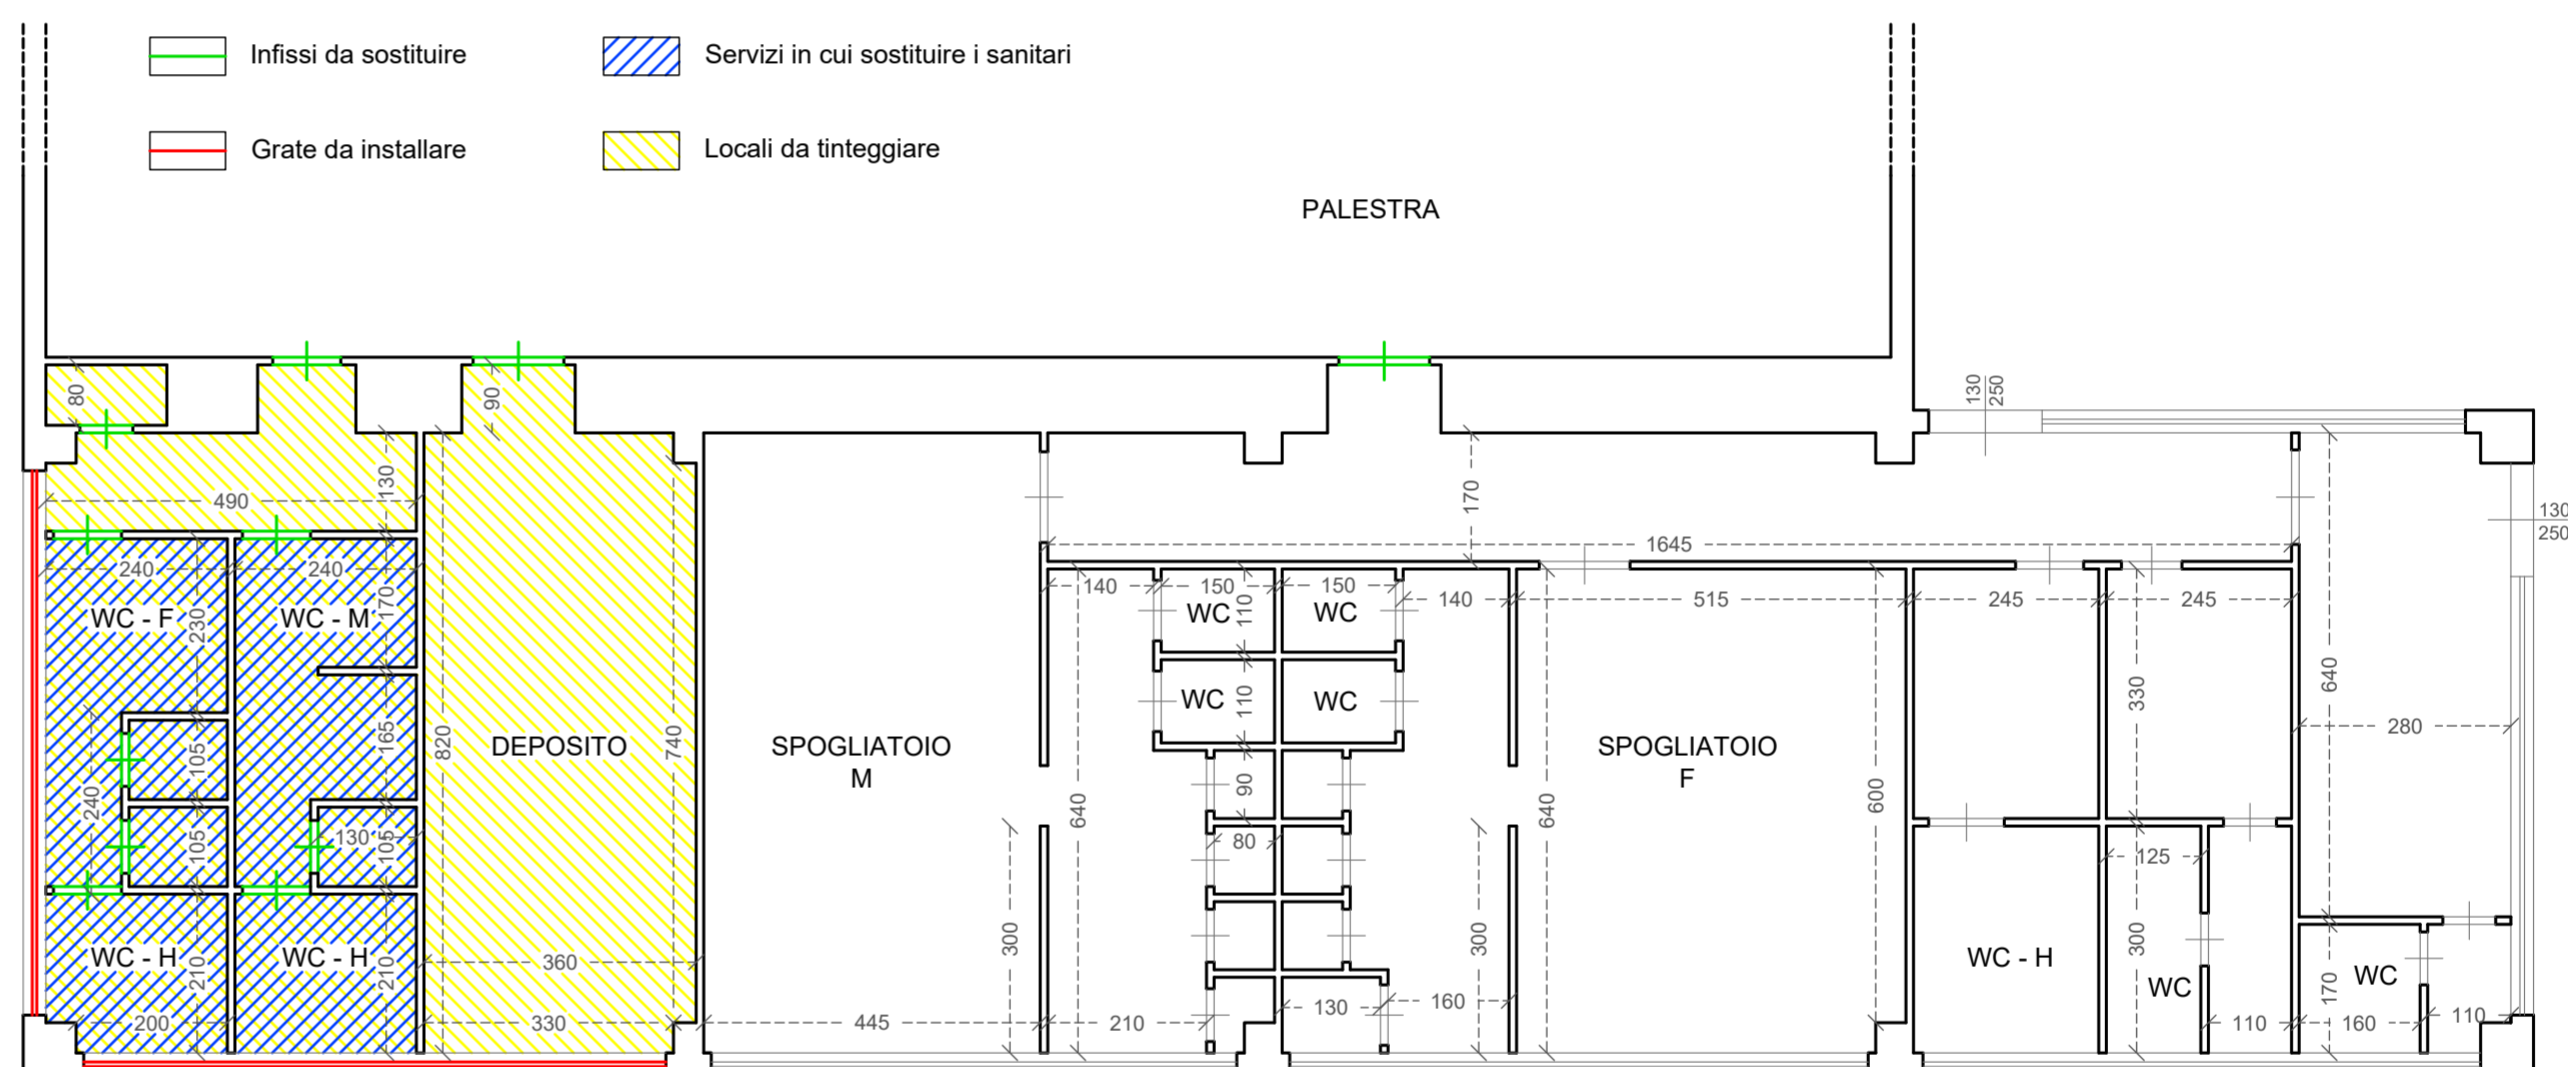 Infissi da sostituire
Servizi in cui sostituire i sanitari
Grate da installare
Locali da tinteggiare
PALESTRA
80
90
130
250
130
490
170
130
250
1645
240
240
140
150
110
150
140
515
245
245
WC - F
230
WC - M
170
WC
WC
640
330
WC
110
WC
280
105
165
820
DEPOSITO
740
SPOGLIATOIO
M
SPOGLIATOIO
F
240
90
640
640
600
105
130
105
80
125
300
300
300
WC - H
210
WC - H
210
360
WC - H
WC
WC
170
200
330
445
210
130
160
110
160
110